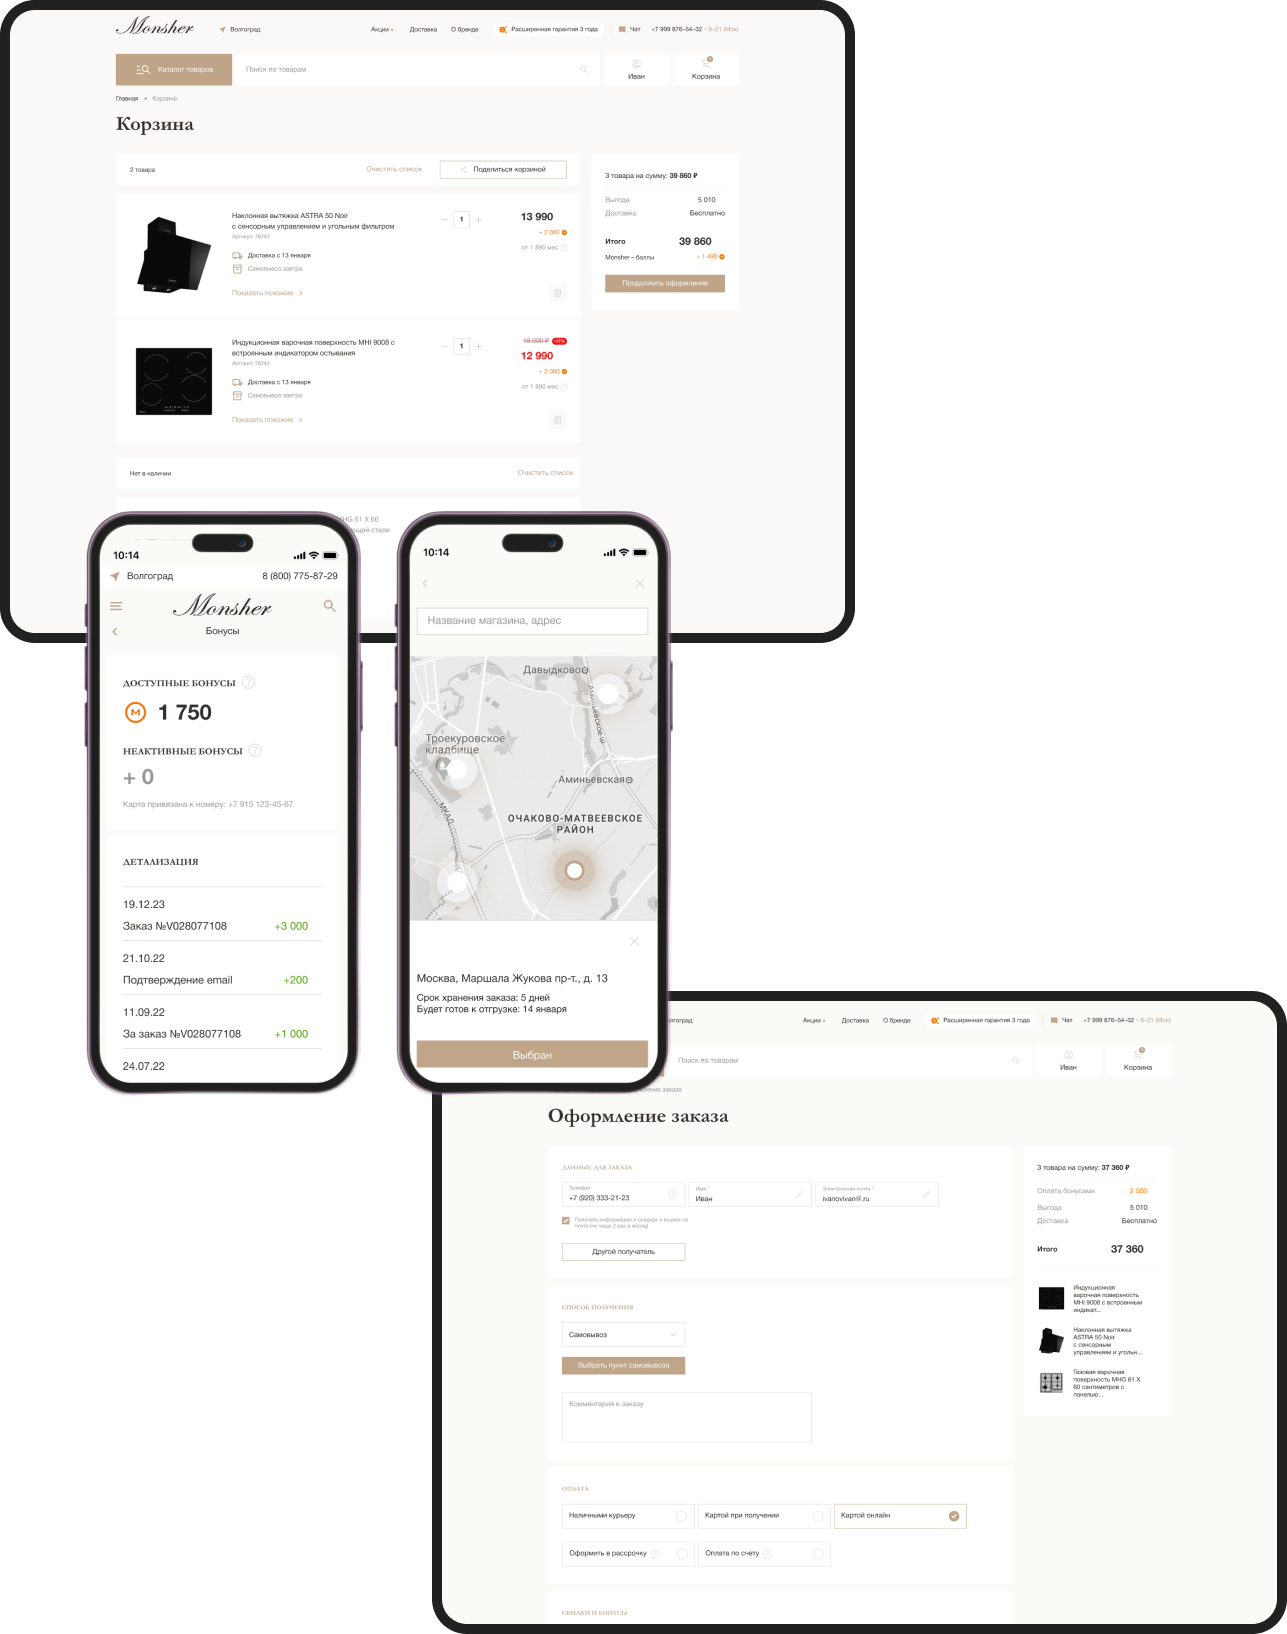 Monsher
Волгоград
Акции
Доставка
О бренде
Расширенная гарантия 3 года
Чат
+7 999 876-54-32 • 8-21 (Мск)
Каталог товаров
Поиск по товарам
Иван
1
Корзина
Главная • Корзина
Корзина
2 товара
Очистить список
Поделиться корзиной
Наклонная вытяжка ASTRA 50 Noir
с сенсорным управлением и угольным фильтром
Артикул: 76243
Доставка с 13 января
Самовывоз завтра
Показать похожие
1
13 990
+ 2 000
от 1 890 мес
Индукционная варочная поверхность MHI 9008 с
встроенным индикатором остывания
Артикул: 76243
Доставка с 13 января
Самовывоз завтра
Показать похожие
1
18 000 ₽
-17%
12 990
+ 2 000
от 1 890 мес
Нет в наличии
Очистить список
MHG 61 X 60
стали
3 товара на сумму: 39 860 ₽
Выгода 5 010
Доставка Бесплатно
Итого 39 860
Monsher – баллы + 1 490
Продолжить оформление
10:14
Волгоград
8 (800) 775-87-29
Monsher
Бонусы
ДОСТУПНЫЕ БОНУСЫ ?
1 750
НЕАКТИВНЫЕ БОНУСЫ ?
+ 0
Карта привязана к номеру: +7 915 123-45-67
ДЕТАЛИЗАЦИЯ
19.12.23
Заказ №V028077108 +3 000
21.10.22
Подтверждение email +200
11.09.22
За заказ №V028077108 +1 000
24.07.22
10:14
Название магазина, адрес
Давыдково
Аминьевское ш.
Троекуровское
кладбище
Аминьевская
МКАД
ОЧАКОВО-МАТВЕЕВСКОЕ
РАЙОН
Москва, Маршала Жукова пр-т., д. 13
Срок хранения заказа: 5 дней
Будет готов к отгрузке: 14 января
Выбран
Акции
Доставка
О бренде
Расширенная гарантия 3 года
Чат
+7 999 876-54-32 • 8-21 (Мск)
Поиск по товарам
Иван
1
Корзина
заказа
Оформление заказа
ДАННЫЕ ДЛЯ ЗАКАЗА
Телефон
+7 (920) 333-21-23
Имя *
Иван
Электронная почта *
ivanovivan@.ru
Получать информацию о скидках и акциях на
почту (не чаще 2 раз в месяц)
Другой получатель
СПОСОБ ПОЛУЧЕНИЯ
Самовывоз
Выбрать пункт самовывоза
Комментарий к заказу
ОПЛАТА
Наличными курьеру
Картой при получении
Картой онлайн
Оформить в рассрочку ?
Оплата по счету ?
СКИДКИ И БОНУСЫ
3 товара на сумму: 37 360 ₽
Оплата бонусами 2 500
Выгода 5 010
Доставка Бесплатно
Итого 37 360
Индукционная
варочная поверхность
MHI 9008 с встроенным
индикат...
Наклонная вытяжка
ASTRA 50 Noir
с сенсорным
управлением и угольн...
Газовая варочная
поверхность MHG 61 X
60 сантиметров с
панелью...